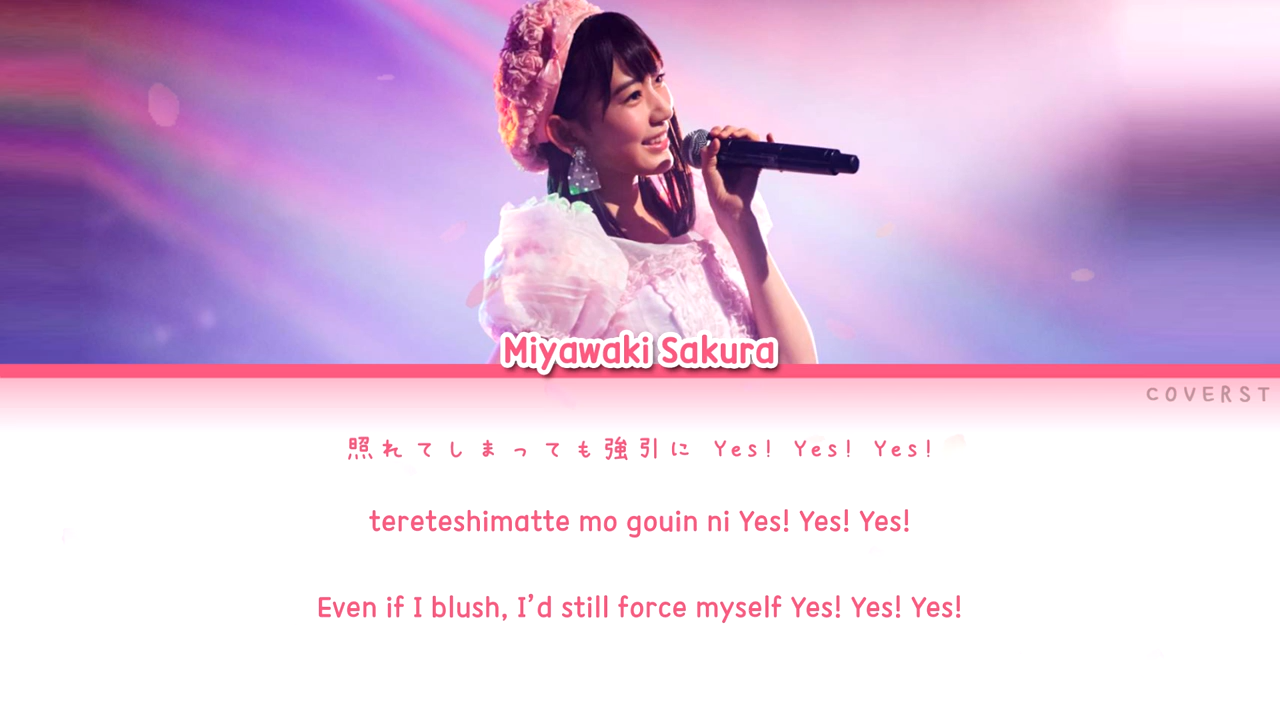 Miyawaki Sakura
COVERST
照れてしまっても強引に Yes! Yes! Yes!
tereteshimatte mo gouin ni Yes! Yes! Yes!
Even if I blush, I’d still force myself Yes! Yes! Yes!